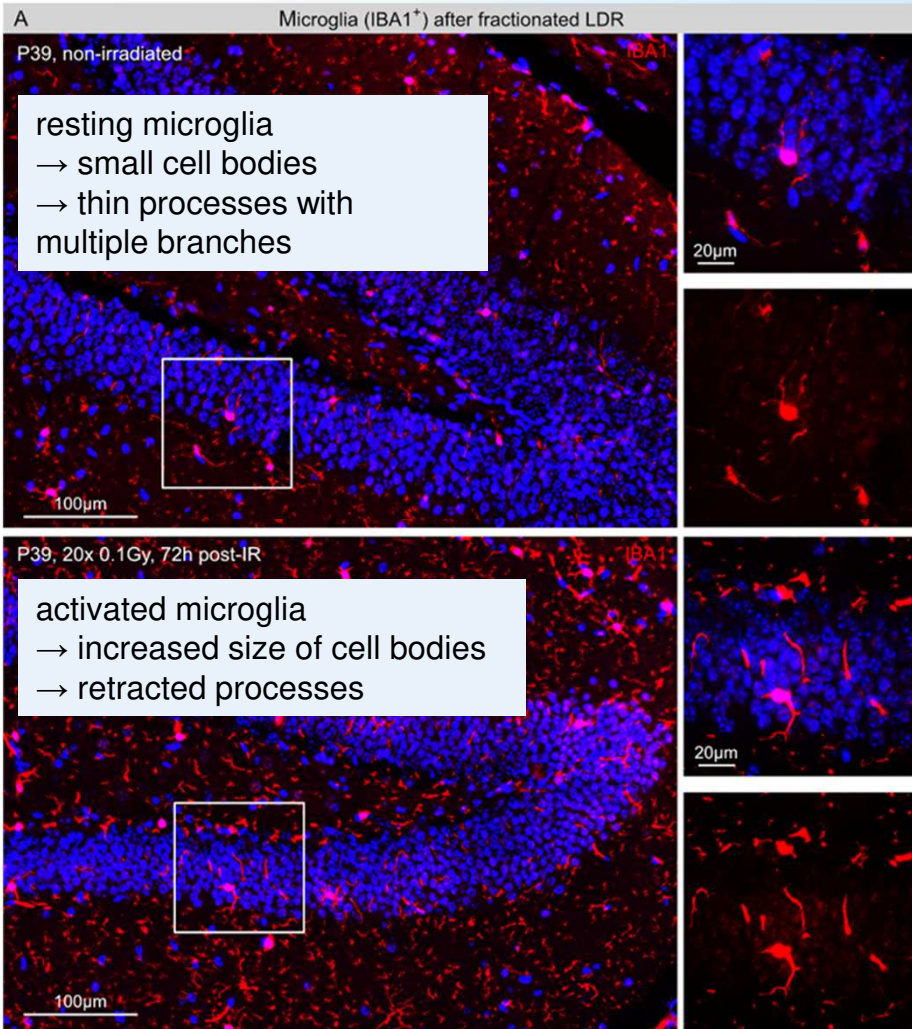 A
Microglia (IBA1⁺) after fractionated LDR
P39, non-irradiated
IBA1
resting microglia
→ small cell bodies
→ thin processes with
multiple branches
100µm
20µm
P39, 20x 0.1Gy, 72h post-IR
IBA1
activated microglia
→ increased size of cell bodies
→ retracted processes
100µm
20µm